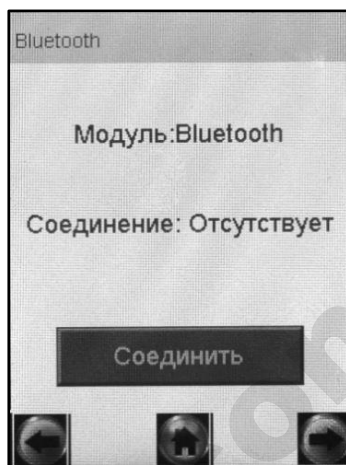 Bluetooth
Модуль:Bluetooth
Соединение: Отсутствует
Соединить